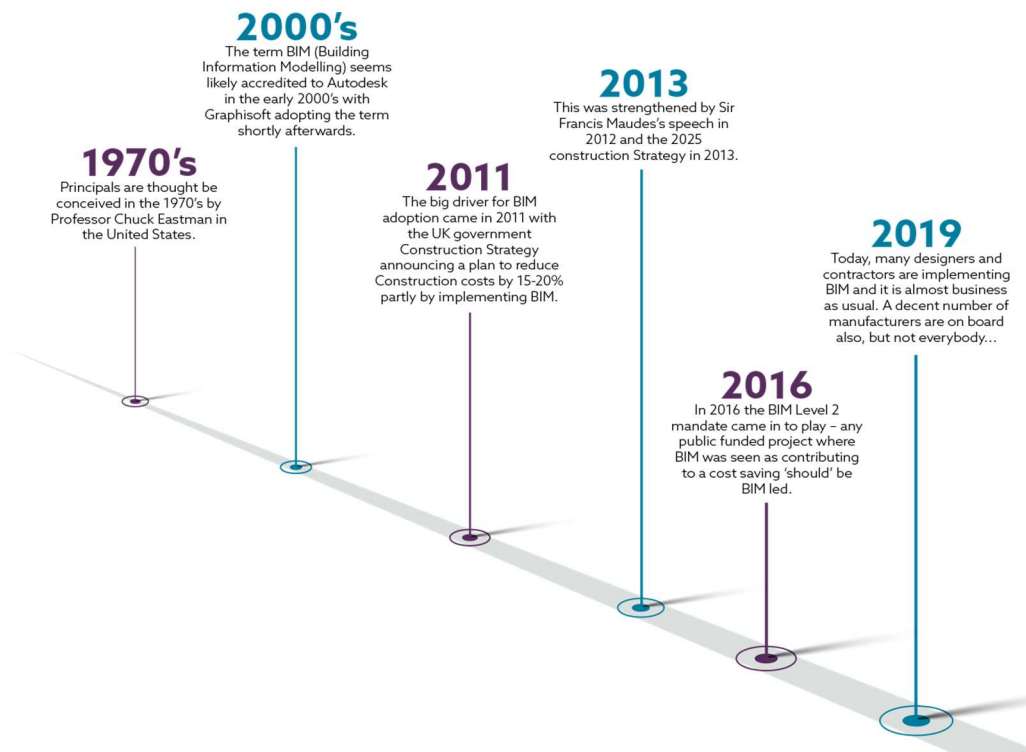 1970's
Principals are thought be
conceived in the 1970's by
Professor Chuck Eastman in
the United States.
2000's
The term BIM (Building
Information Modelling) seems
likely accredited to Autodesk
in the early 2000's with
Graphisoft adopting the term
shortly afterwards.
2011
The big driver for BIM
adoption came in 2011 with
the UK government
Construction Strategy
announcing a plan to reduce
Construction costs by 15-20%
partly by implementing BIM.
2013
This was strengthened by Sir
Francis Maudes's speech in
2012 and the 2025
construction Strategy in 2013.
2016
In 2016 the BIM Level 2
mandate came in to play – any
public funded project where
BIM was seen as contributing
to a cost saving 'should' be
BIM led.
2019
Today, many designers and
contractors are implementing
BIM and it is almost business
as usual. A decent number of
manufacturers are on board
also, but not everybody...